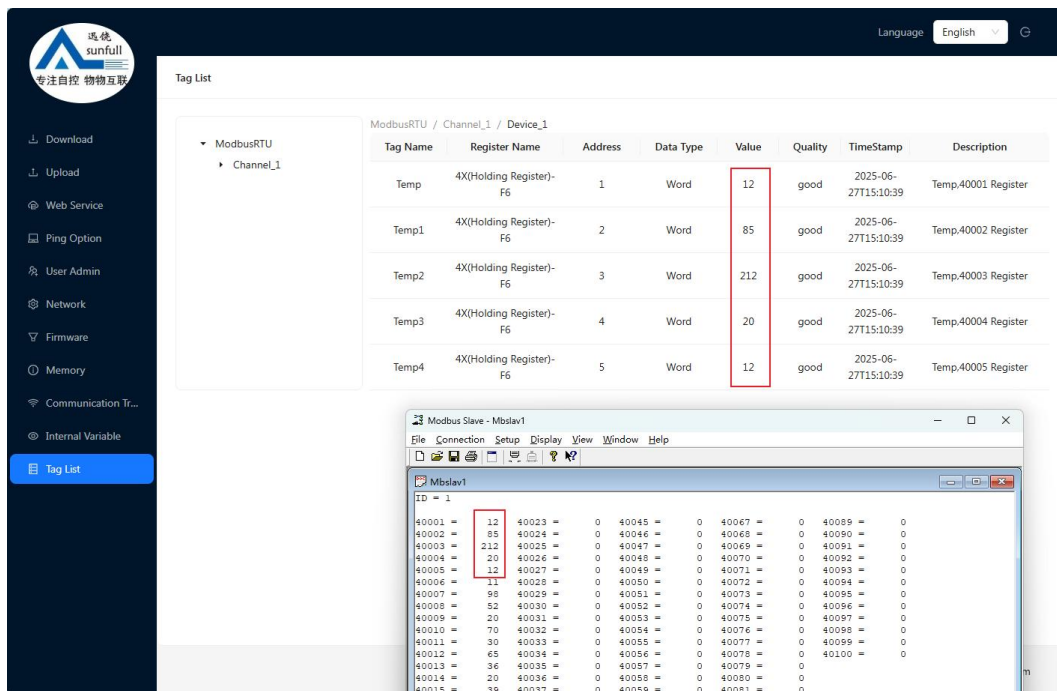 迅饶
sunfull
专注自控 物物互联
Language English
Tag List
Download
Upload
Web Service
Ping Option
User Admin
Network
Firmware
Memory
Communication Tr...
Internal Variable
Tag List
ModbusRTU
Channel_1
ModbusRTU / Channel_1 / Device_1
Tag Name Register Name Address Data Type Value Quality TimeStamp Description
Temp 4X(Holding Register)-F6 1 Word 12 good 2025-06-27T15:10:39 Temp,40001 Register
Temp1 4X(Holding Register)-F6 2 Word 85 good 2025-06-27T15:10:39 Temp,40002 Register
Temp2 4X(Holding Register)-F6 3 Word 212 good 2025-06-27T15:10:39 Temp,40003 Register
Temp3 4X(Holding Register)-F6 4 Word 20 good 2025-06-27T15:10:39 Temp,40004 Register
Temp4 4X(Holding Register)-F6 5 Word 12 good 2025-06-27T15:10:39 Temp,40005 Register
Modbus Slave - Mbslav1
File Connection Setup Display View Window Help
Mbslav1
ID = 1
40001 = 12 40023 = 0 40045 = 0 40067 = 0 40089 = 0
40002 = 85 40024 = 0 40046 = 0 40068 = 0 40090 = 0
40003 = 212 40025 = 0 40047 = 0 40069 = 0 40091 = 0
40004 = 20 40026 = 0 40048 = 0 40070 = 0 40092 = 0
40005 = 12 40027 = 0 40049 = 0 40071 = 0 40093 = 0
40006 = 11 40028 = 0 40050 = 0 40072 = 0 40094 = 0
40007 = 98 40029 = 0 40051 = 0 40073 = 0 40095 = 0
40008 = 52 40030 = 0 40052 = 0 40074 = 0 40096 = 0
40009 = 20 40031 = 0 40053 = 0 40075 = 0 40097 = 0
40010 = 70 40032 = 0 40054 = 0 40076 = 0 40098 = 0
40011 = 30 40033 = 0 40055 = 0 40077 = 0 40099 = 0
40012 = 65 40034 = 0 40056 = 0 40078 = 0 40100 = 0
40013 = 36 40035 = 0 40057 = 0 40079 = 0
40014 = 20 40036 = 0 40058 = 0 40080 = 0
40015 = 39 40037 = 0 40059 = 0 40081 = 0
m